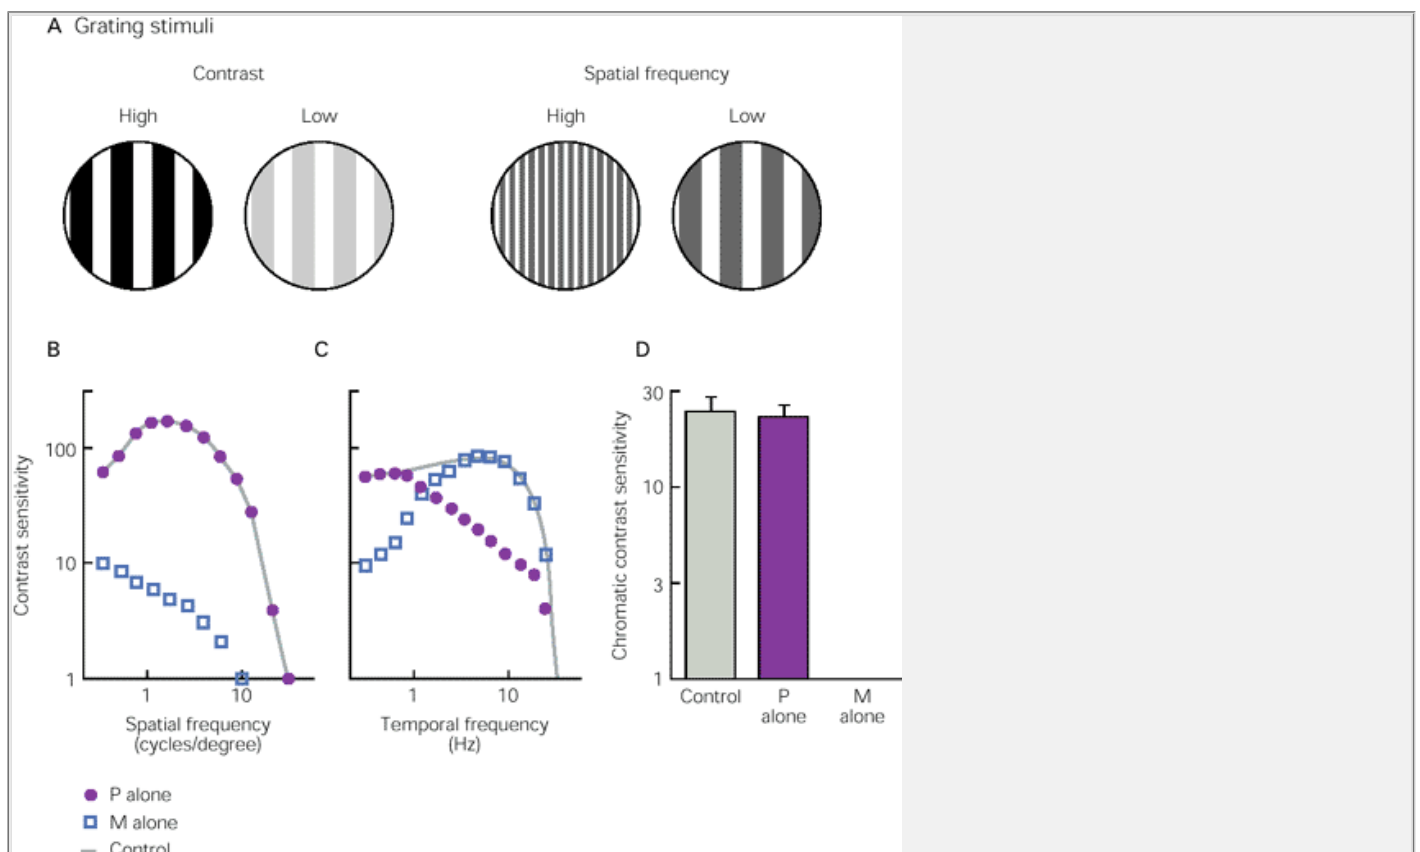 A Grating stimuli
Contrast
Spatial frequency
High
Low
High
Low
B
C
D
Contrast sensitivity
100
10
1
1
10
Spatial frequency
(cycles/degree)
1
10
Temporal frequency
(Hz)
Chromatic contrast sensitivity
30
10
3
1
Control
P
alone
M
alone
P alone
M alone
Control